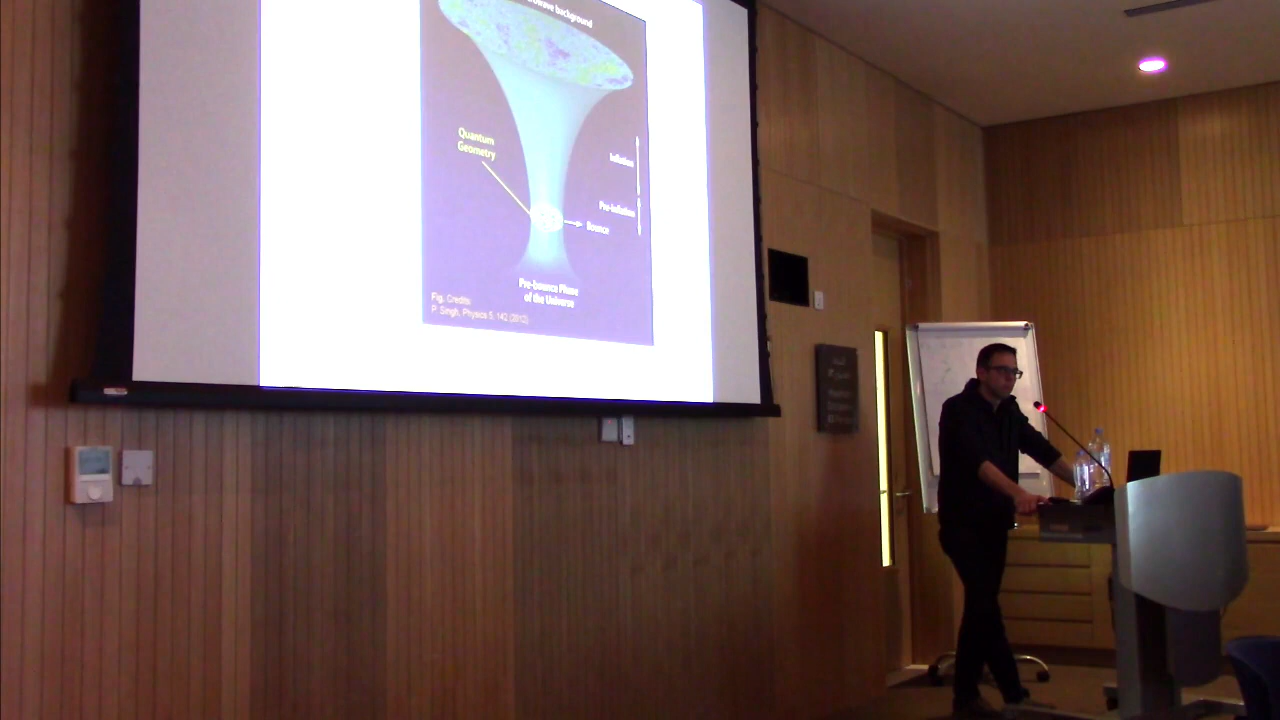 background
Quantum
Geometry
Inflation
Pre-inflation
Bounce
Pre-bounce Phase
of the Universe
Fig. Credits:
P. Singh, Physics 5, 142 (2012)